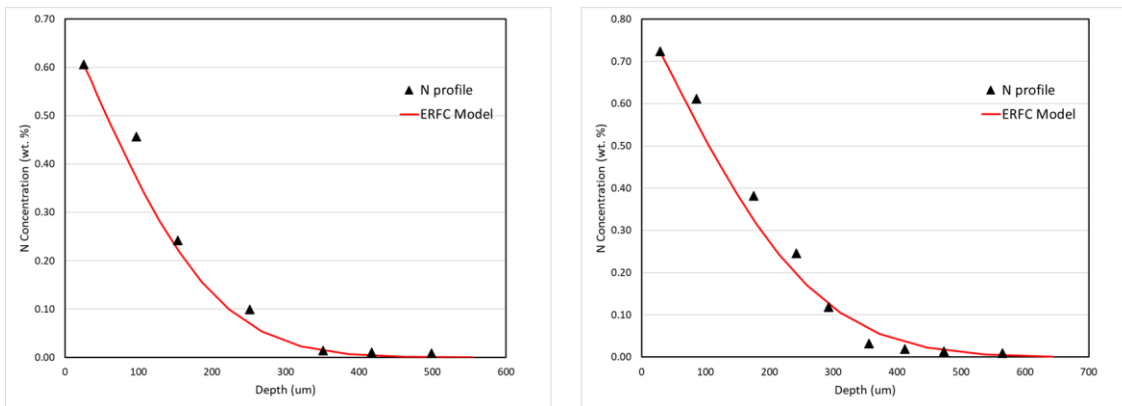 0.70
0.60
0.50
0.40
0.30
0.20
0.10
0.00
N Concentration (wt. %)
N profile
ERFC Model
0 100 200 300 400 500 600
Depth (um)
0.80
0.70
0.60
0.50
0.40
0.30
0.20
0.10
0.00
N Concentration (wt. %)
N profile
ERFC Model
0 100 200 300 400 500 600 700
Depth (um)